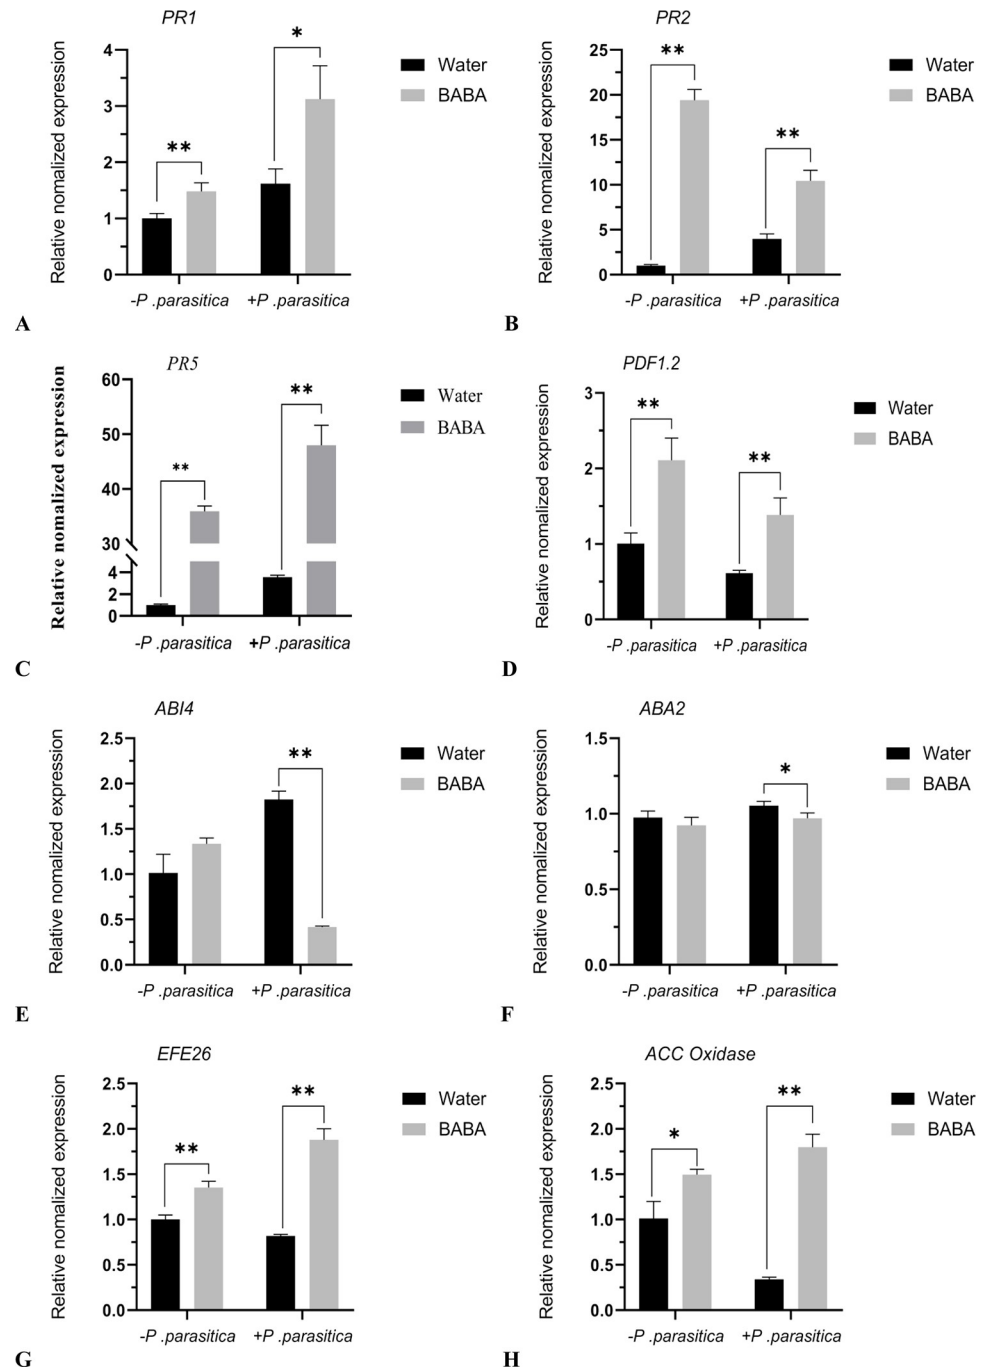 PR1
Relative nomalized expression
4
3
2
1
0
*
**
Water
BABA
-P .parasitica
+P .parasitica
A
PR2
Relative nomalized expression
25
20
15
10
5
0
**
**
Water
BABA
-P .parasitica
+P .parasitica
B
PR5
Relative nomalized expression
60
50
40
30
4
2
0
**
**
Water
BABA
-P .parasitica
+P .parasitica
C
PDF1.2
Relative nomalized expression
3
2
1
0
**
**
Water
BABA
-P .parasitica
+P .parasitica
D
ABI4
Relative nomalized expression
2.5
2.0
1.5
1.0
0.5
0.0
**
Water
BABA
-P .parasitica
+P .parasitica
E
ABA2
Relative nomalized expression
1.5
1.0
0.5
0.0
*
Water
BABA
-P .parasitica
+P .parasitica
F
EFE26
Relative nomalized expression
2.5
2.0
1.5
1.0
0.5
0.0
**
**
Water
BABA
-P .parasitica
+P .parasitica
G
ACC Oxidase
Relative nomalized expression
2.5
2.0
1.5
1.0
0.5
0.0
*
**
Water
BABA
-P .parasitica
+P .parasitica
H